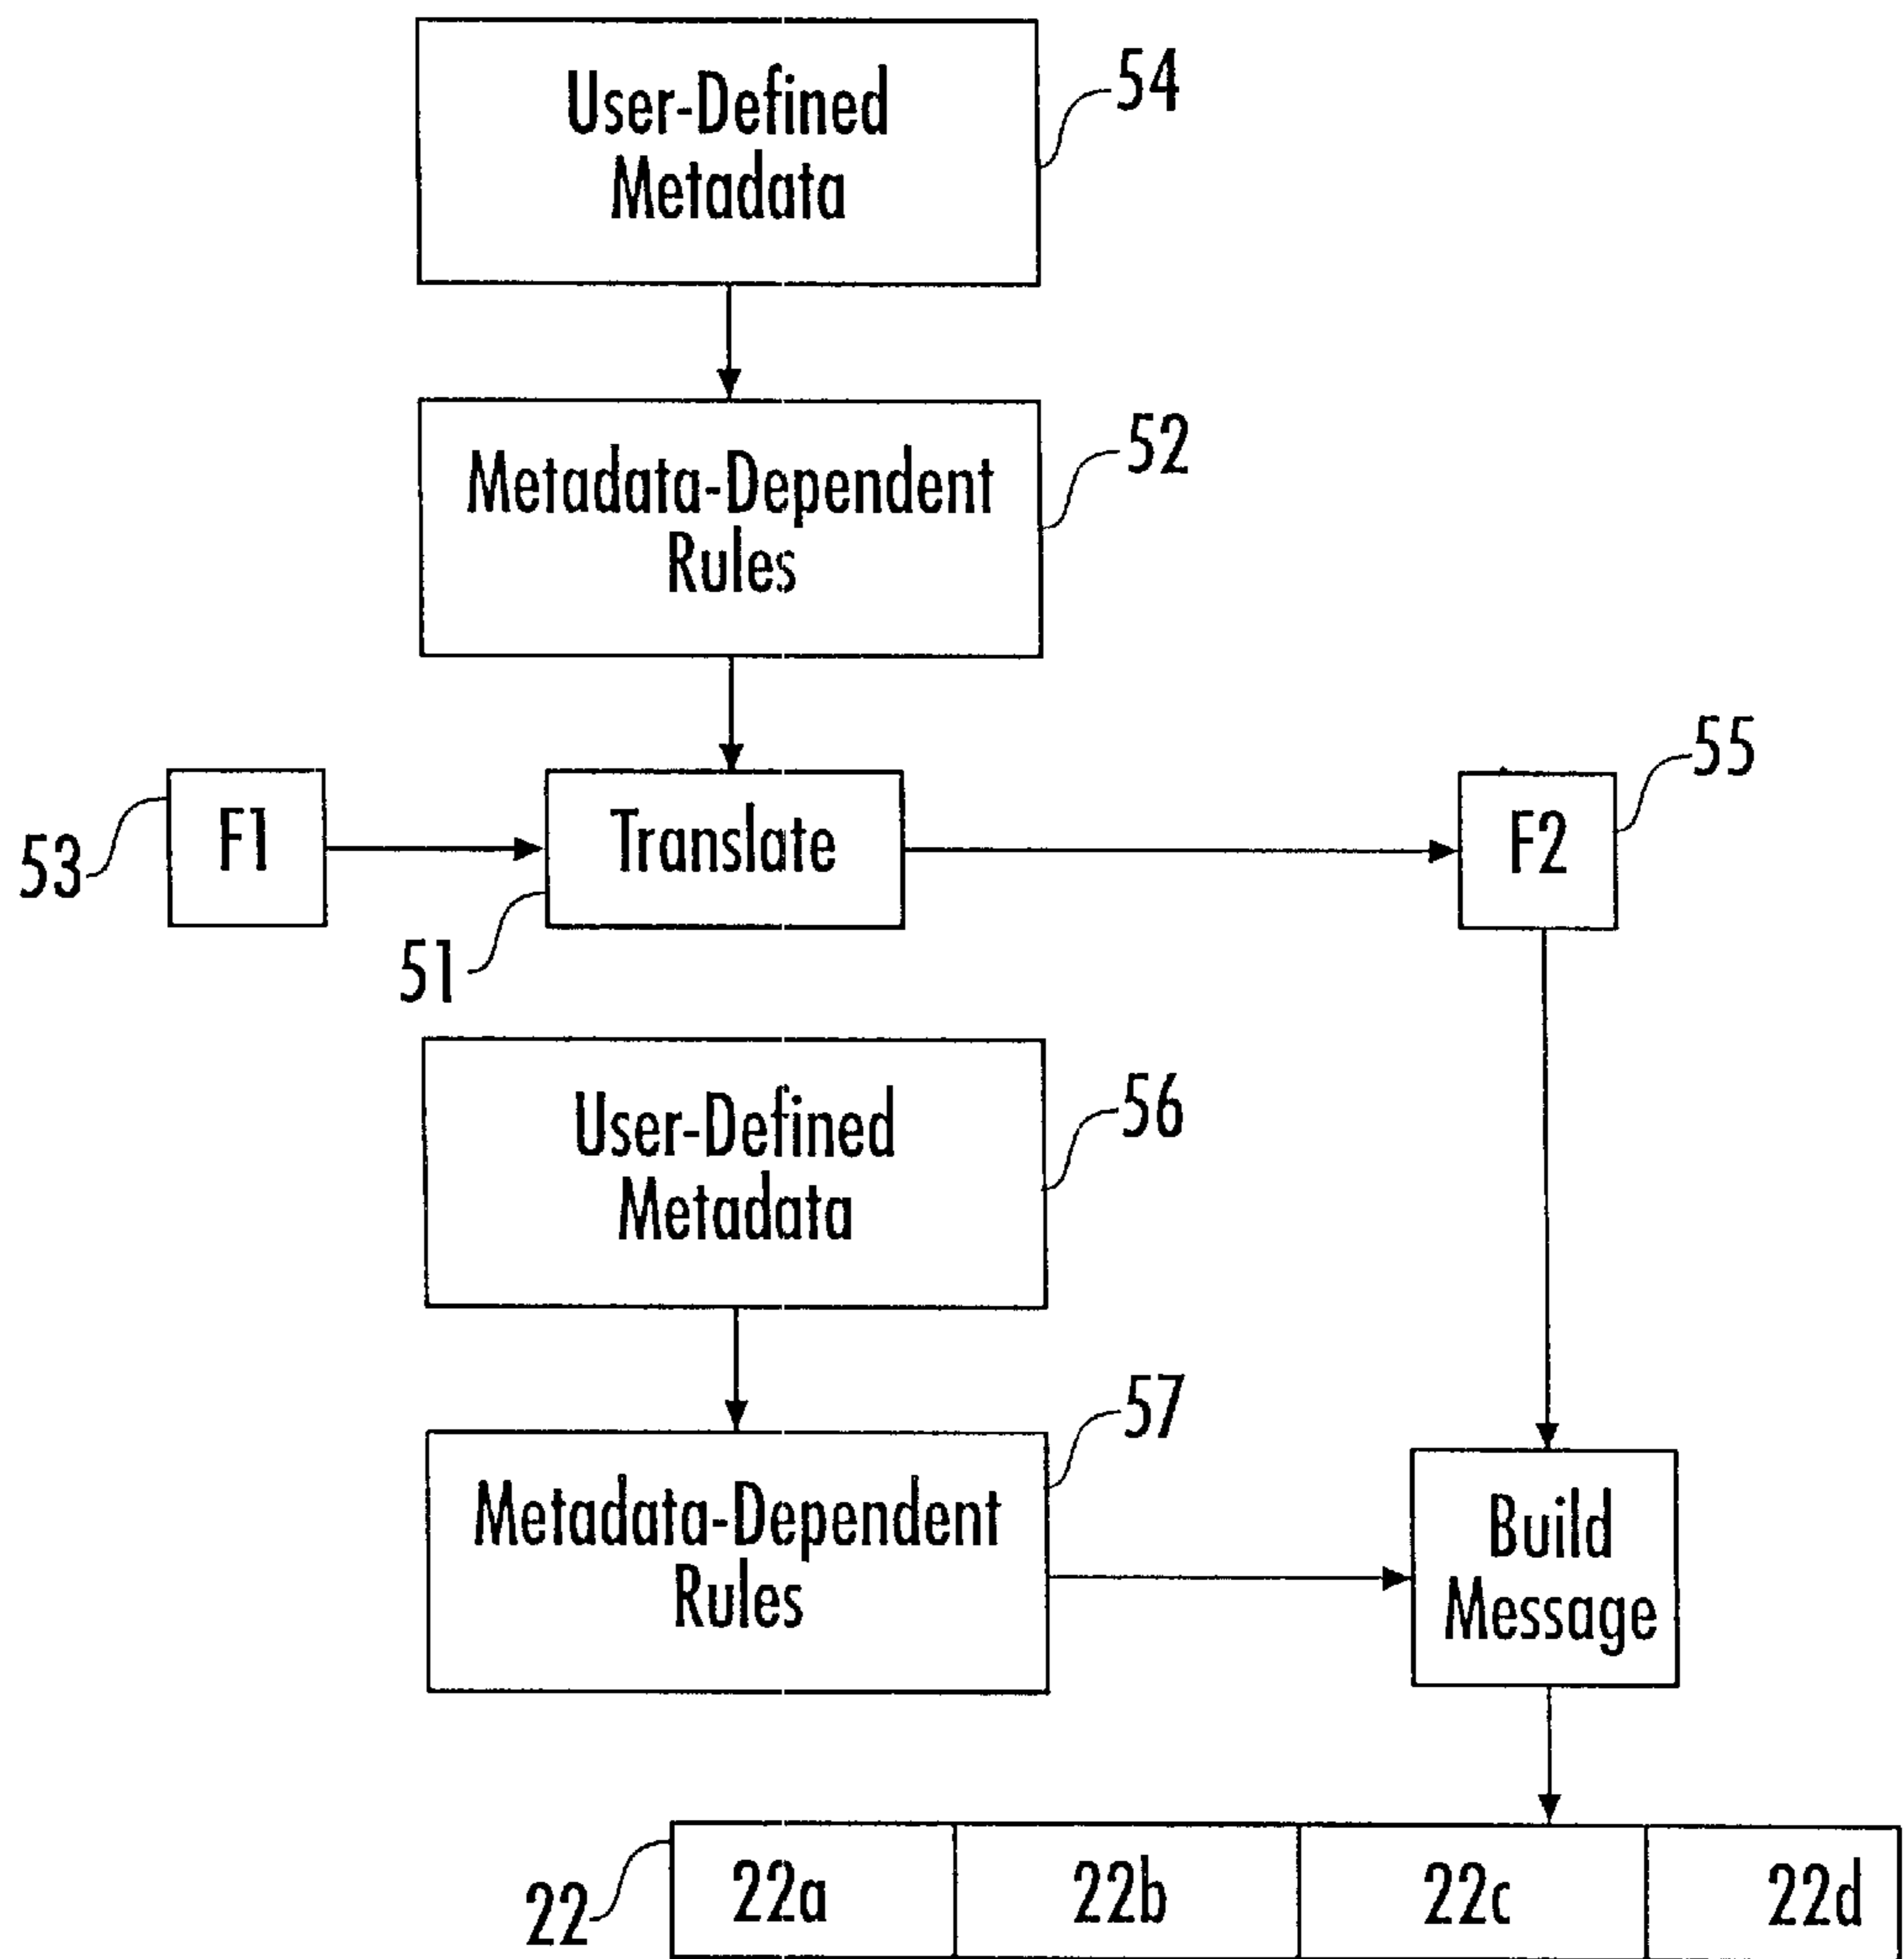 User-Defined
Metadata
54
Metadata-Dependent
Rules
52
53
F1
Translate
51
F2
55
User-Defined
Metadata
56
Metadata-Dependent
Rules
57
Build
Message
22
22a
22b
22c
22d